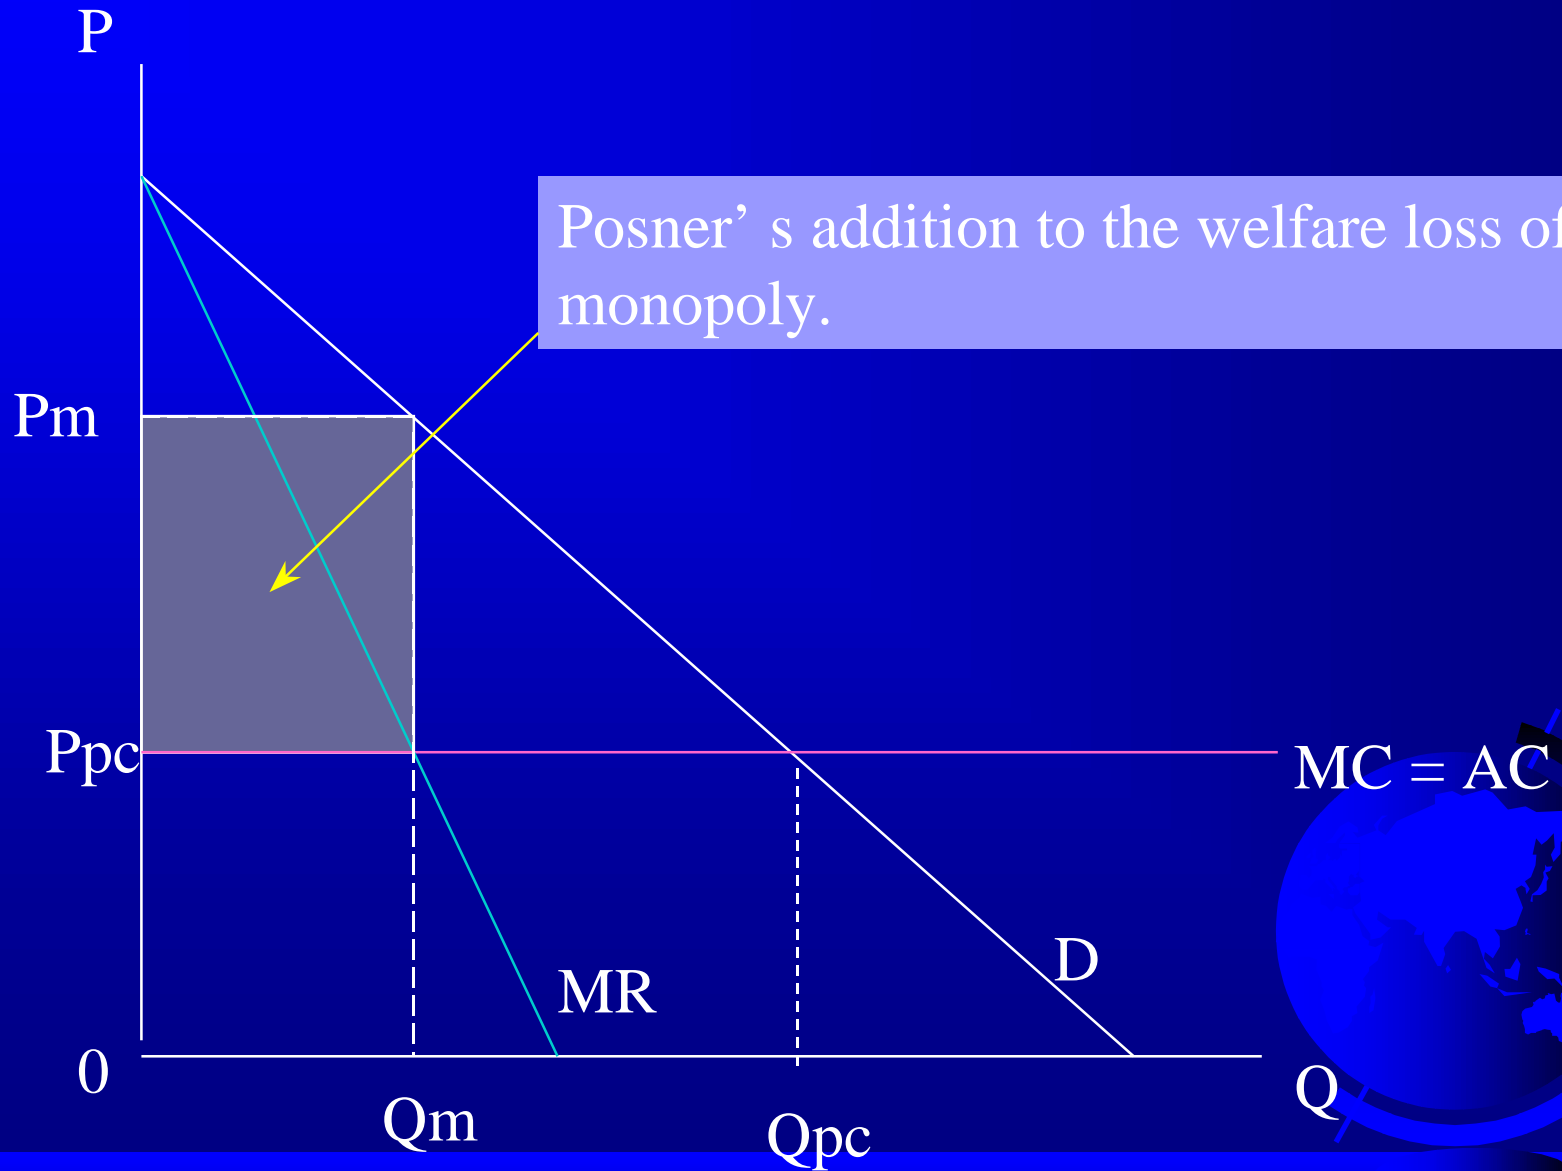 P
Posner’ s addition to the welfare loss of
monopoly.
Pm
Ppc
MC = AC
D
MR
0
Q
Qm
Qpc